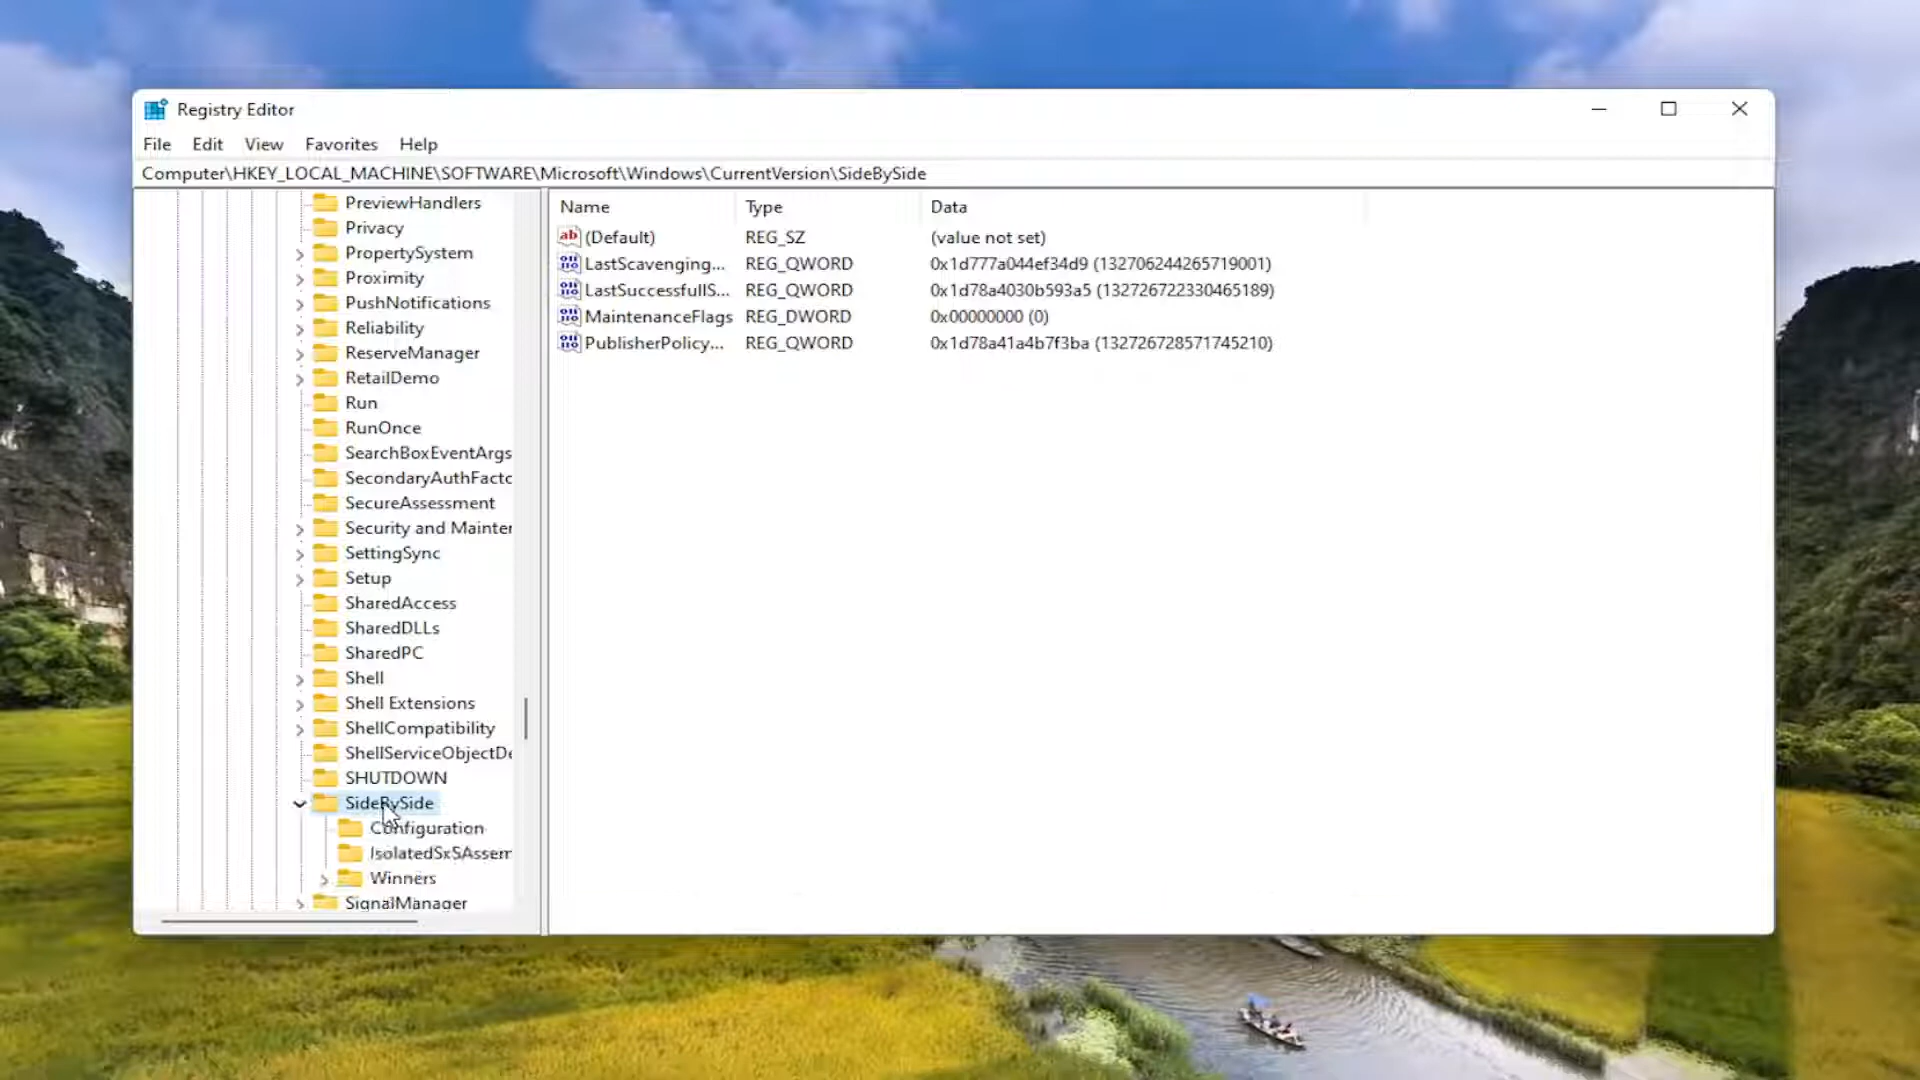 Registry Editor
File Edit View Favorites Help
Computer\HKEY_LOCAL_MACHINE\SOFTWARE\Microsoft\Windows\CurrentVersion\SideBySide
PreviewHandlers
Privacy
PropertySystem
Proximity
PushNotifications
Reliability
ReserveManager
RetailDemo
Run
RunOnce
SearchBoxEventArgs
SecondaryAuthFacto
SecureAssessment
Security and Mainten
SettingSync
Setup
SharedAccess
SharedDLLs
SharedPC
Shell
Shell Extensions
ShellCompatibility
ShellServiceObjectDe
SHUTDOWN
SideBySide
Configuration
IsolatedSxSAssem
Winners
SignalManager
Name Type Data
(Default) REG_SZ (value not set)
LastScavenging... REG_QWORD 0x1d777a044ef34d9 (132706244265719001)
LastSuccessfullS... REG_QWORD 0x1d78a4030b593a5 (132726722330465189)
MaintenanceFlags REG_DWORD 0x00000000 (0)
PublisherPolicy... REG_QWORD 0x1d78a41a4b7f3ba (132726728571745210)